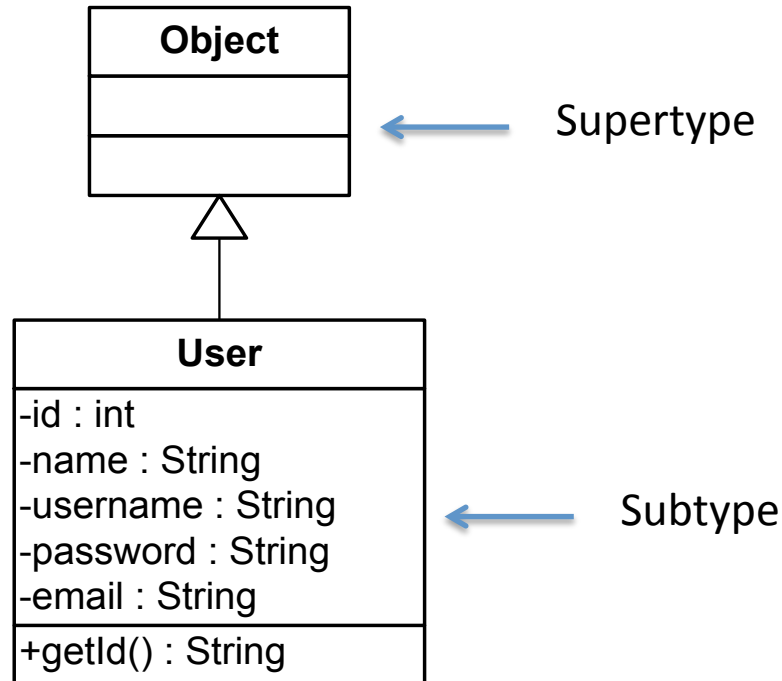 Object
Supertype
User
-id : int
-name : String
-username : String
-password : String
-email : String
Subtype
+getId() : String